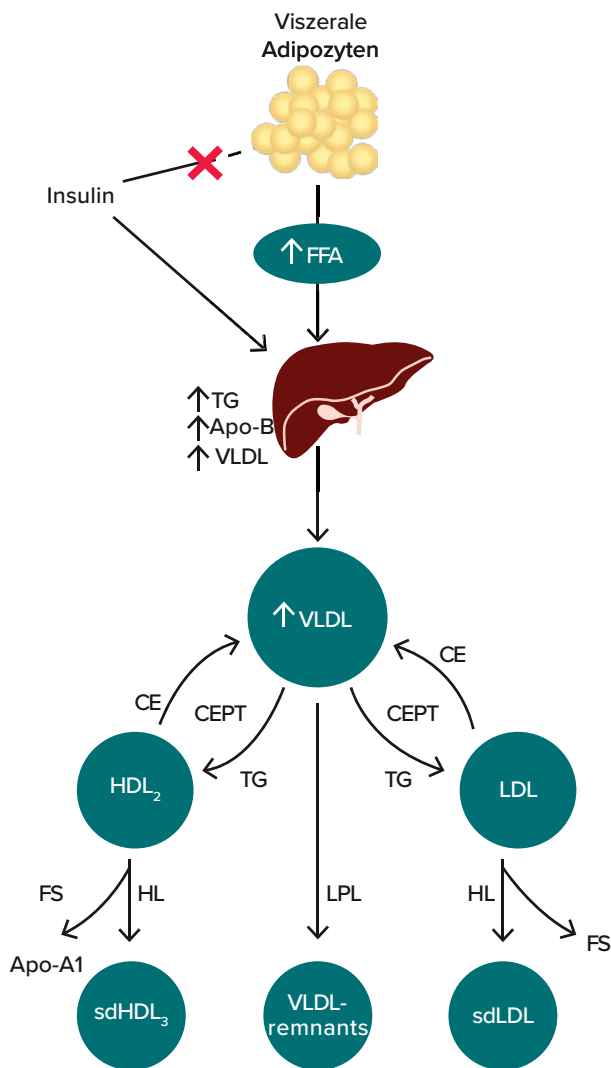 Viszerale
Adipozyten
Insulin
↑ FFA
↑ TG
↑ Apo-B
↑ VLDL
↑ VLDL
CE
CE
CEPT
CEPT
TG
TG
HDL₂
LDL
FS
HL
LPL
HL
FS
Apo-A1
sdHDL₃
VLDL-
remnants
sdLDL